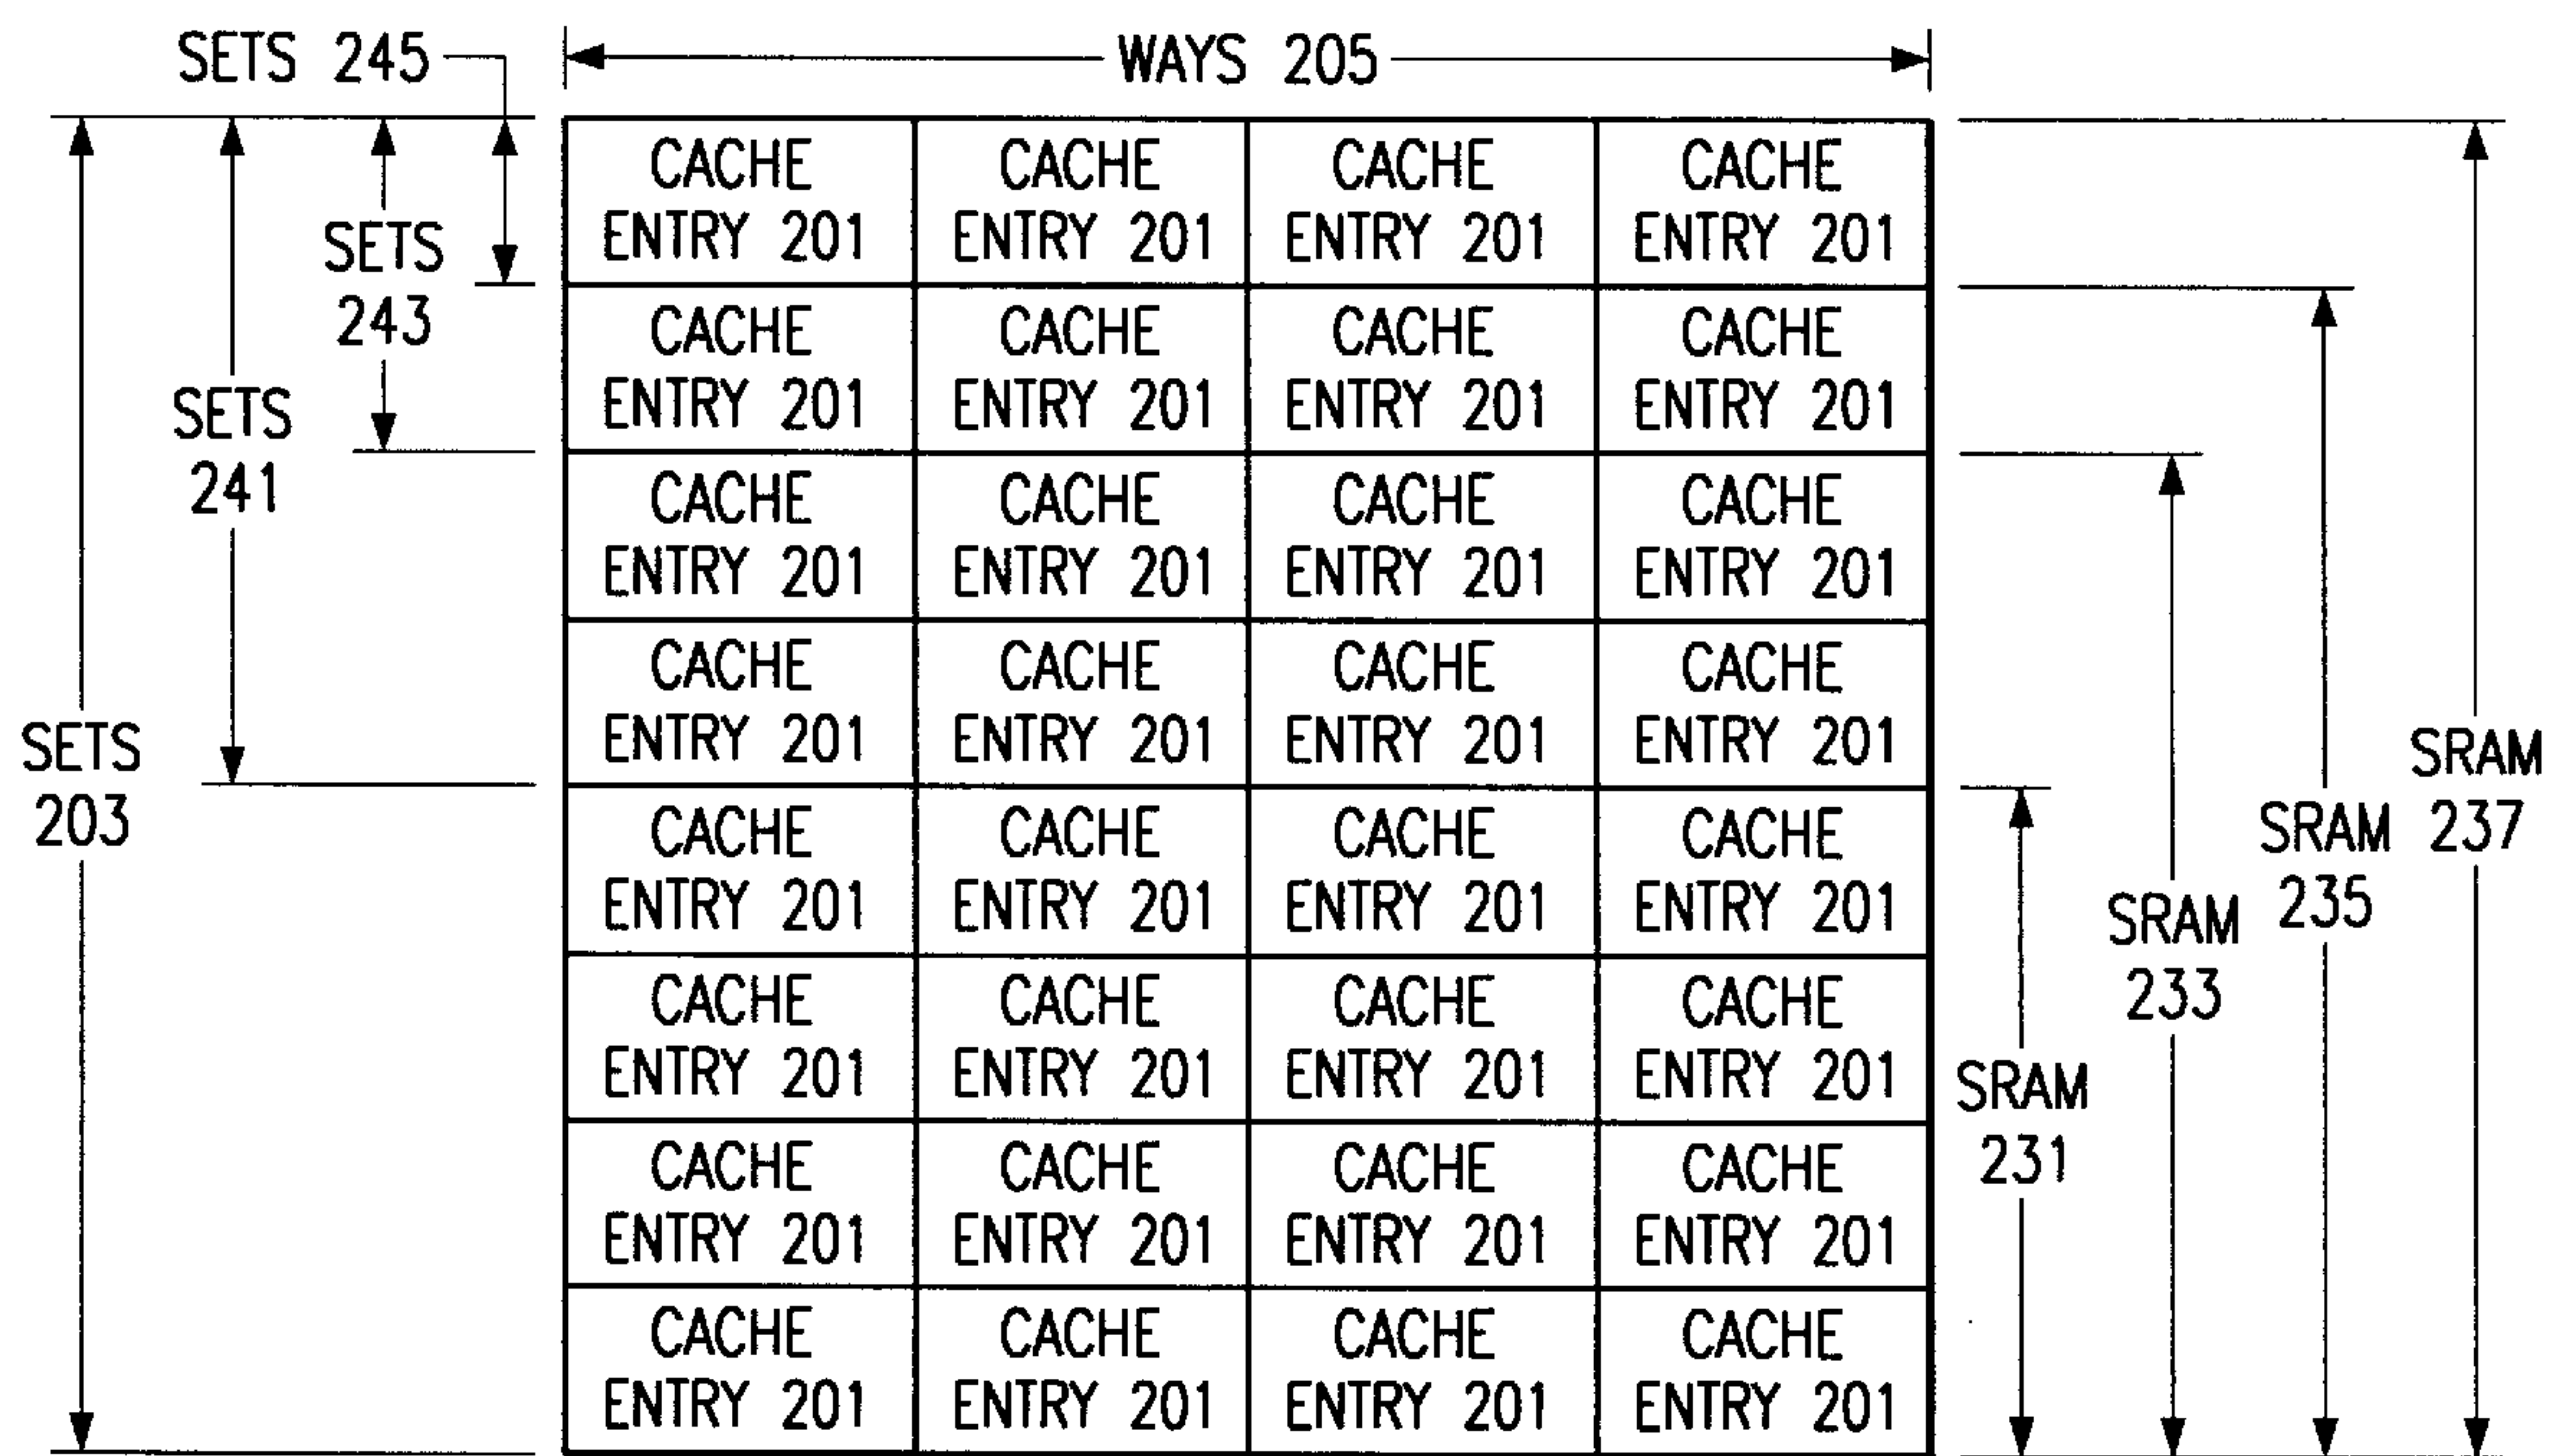 SETS 245
WAYS 205
CACHE CACHE CACHE CACHE
ENTRY 201 ENTRY 201 ENTRY 201 ENTRY 201
SETS
243
CACHE CACHE CACHE CACHE
ENTRY 201 ENTRY 201 ENTRY 201 ENTRY 201
SETS
241
CACHE CACHE CACHE CACHE
ENTRY 201 ENTRY 201 ENTRY 201 ENTRY 201
CACHE CACHE CACHE CACHE
ENTRY 201 ENTRY 201 ENTRY 201 ENTRY 201
SETS
203
CACHE CACHE CACHE CACHE
ENTRY 201 ENTRY 201 ENTRY 201 ENTRY 201
CACHE CACHE CACHE CACHE
ENTRY 201 ENTRY 201 ENTRY 201 ENTRY 201
CACHE CACHE CACHE CACHE
ENTRY 201 ENTRY 201 ENTRY 201 ENTRY 201
CACHE CACHE CACHE CACHE
ENTRY 201 ENTRY 201 ENTRY 201 ENTRY 201
SRAM
231
SRAM
233
SRAM
235
SRAM
237